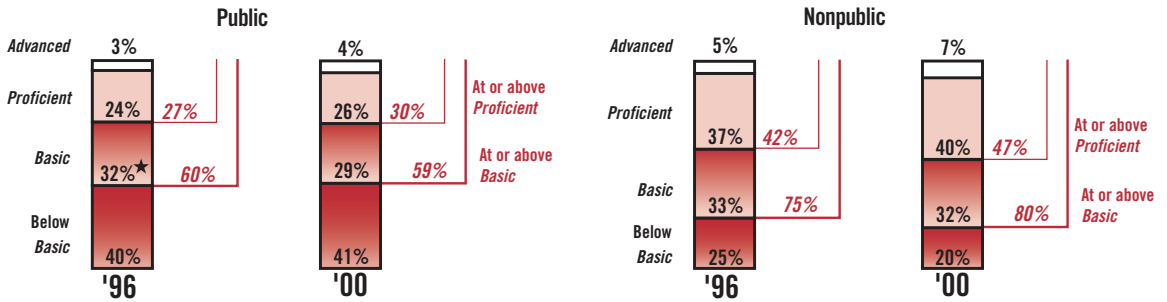 Public
Advanced 3% 4%
Proficient 24% 27% 26% 30% At or above
Proficient
Basic 32%★ 60% 29% 59% At or above
Basic
Below
Basic 40% 41%
'96 '00
Nonpublic
Advanced 5% 7%
Proficient 37% 42% 40% 47% At or above
Proficient
Basic 33% 75% 32% 80% At or above
Basic
Below
Basic 25% 20%
'96 '00